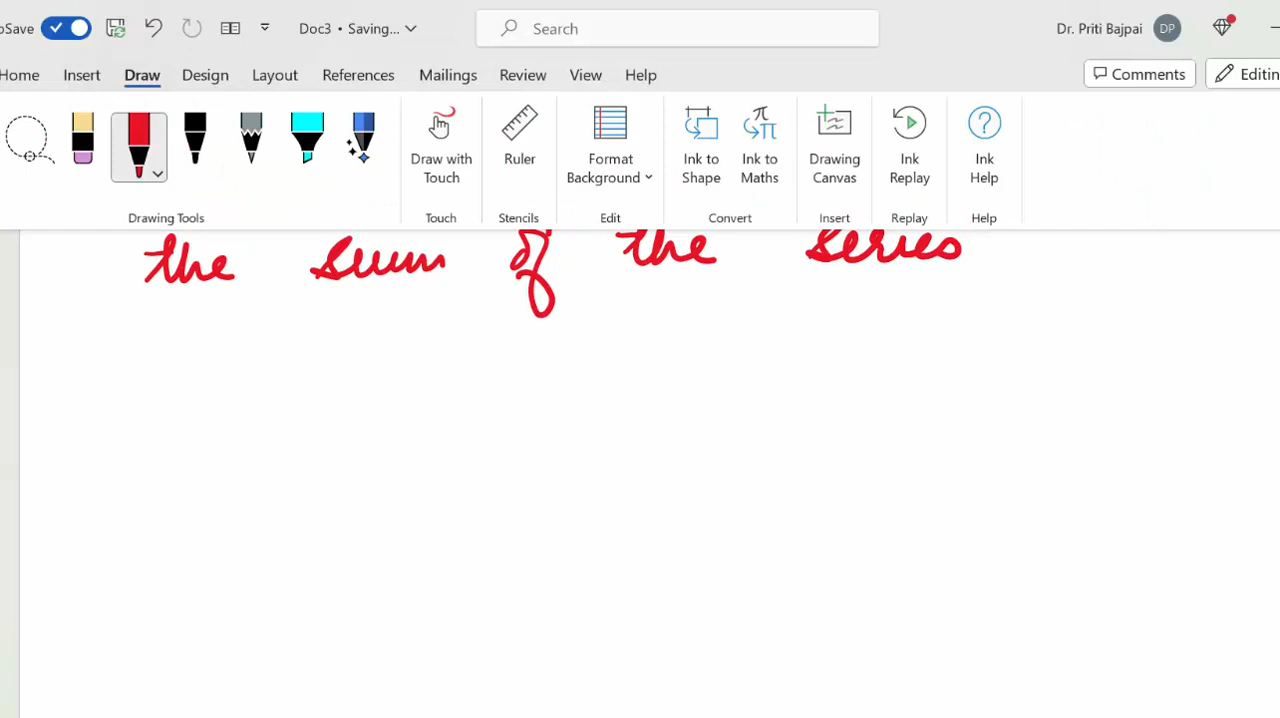 oSave Doc3 • Saving... Search Dr. Priti Bajpai DP
Home Insert Draw Design Layout References Mailings Review View Help Comments Editin
Draw with Touch Ruler Format Background Ink to Shape Ink to Maths Drawing Canvas Ink Replay Ink Help
Drawing Tools Touch Stencils Edit Convert Insert Replay Help
the sum of the series